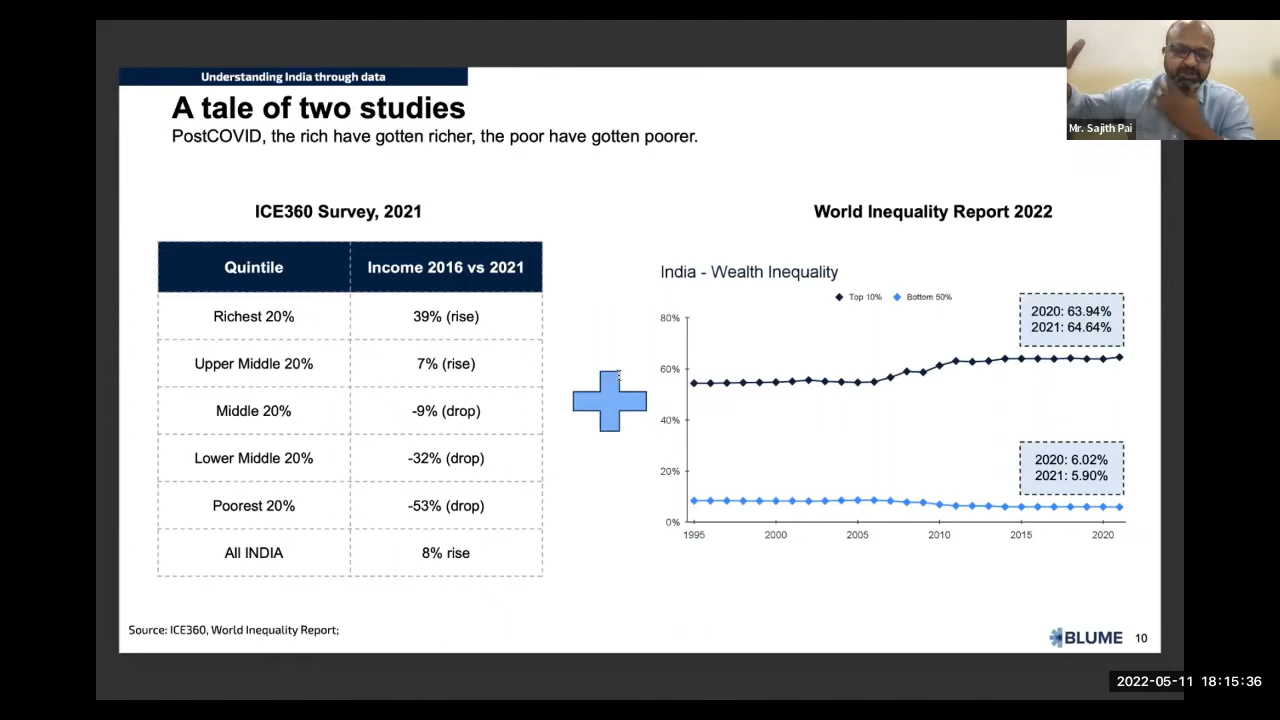 Understanding India through data
A tale of two studies
PostCOVID, the rich have gotten richer, the poor have gotten poorer.
Mr. Sajith Pai
ICE360 Survey, 2021
Quintile Income 2016 vs 2021
Richest 20% 39% (rise)
Upper Middle 20% 7% (rise)
Middle 20% -9% (drop)
Lower Middle 20% -32% (drop)
Poorest 20% -53% (drop)
All INDIA 8% rise
World Inequality Report 2022
India - Wealth Inequality
Top 10% Bottom 50%
80%
60%
40%
20%
0%
2020: 63.94%
2021: 64.64%
2020: 6.02%
2021: 5.90%
1995 2000 2005 2010 2015 2020
Source: ICE360, World Inequality Report;
BLUME 10
2022-05-11 18:15:36